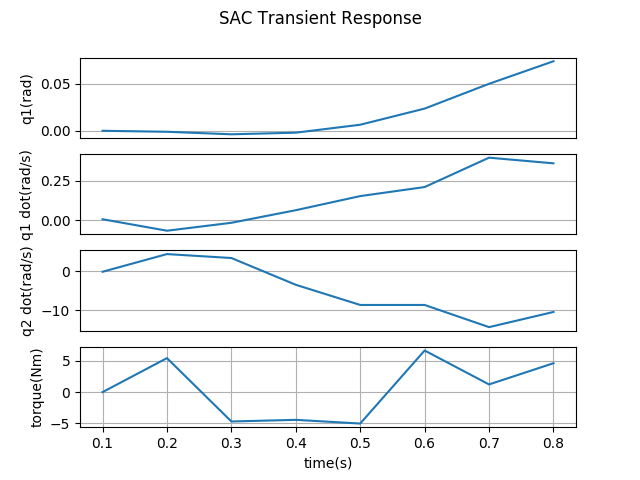 SAC Transient Response
q1(rad)
0.05
0.00
q1 dot(rad/s)
0.25
0.00
q2 dot(rad/s)
0
−10
torque(Nm)
5
0
−5
0.1 0.2 0.3 0.4 0.5 0.6 0.7 0.8
time(s)